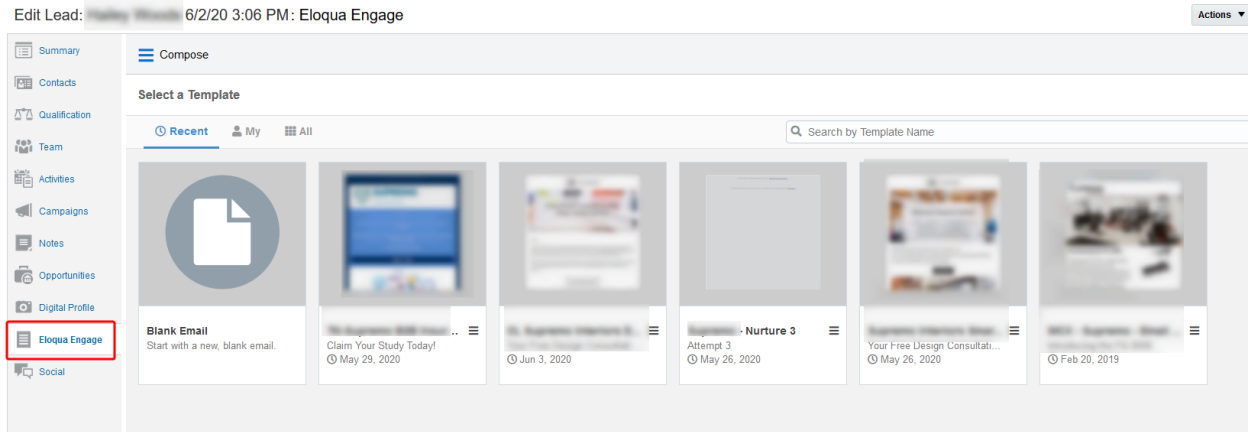 Edit Lead: 6/2/20 3:06 PM: Eloqua Engage
Actions
Summary
Contacts
Qualification
Team
Activities
Campaigns
Notes
Opportunities
Digital Profile
Eloqua Engage
Social
Compose
Select a Template
Recent
My
All
Search by Template Name
Blank Email
Start with a new, blank email.
..
Claim Your Study Today!
May 29, 2020
Jun 3, 2020
- Nurture 3
Attempt 3
May 26, 2020
Your Free Design Consultati...
May 26, 2020
Feb 20, 2019